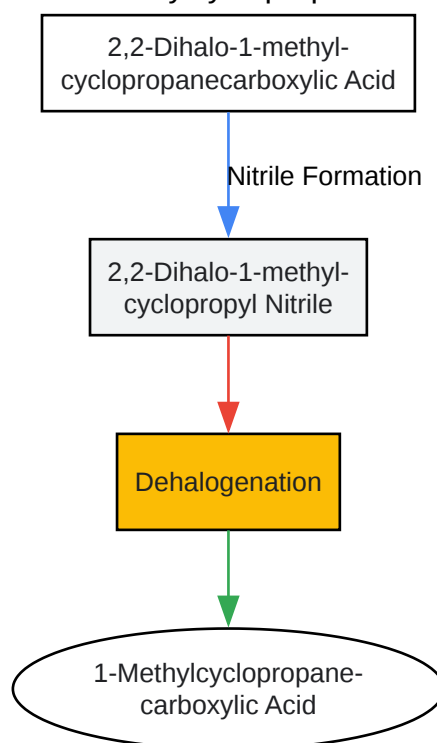 2,2-Dihalo-1-methyl-
cyclopropanecarboxylic Acid
Nitrile Formation
2,2-Dihalo-1-methyl-
cyclopropyl Nitrile
Dehalogenation
1-Methylcyclopropane-
carboxylic Acid